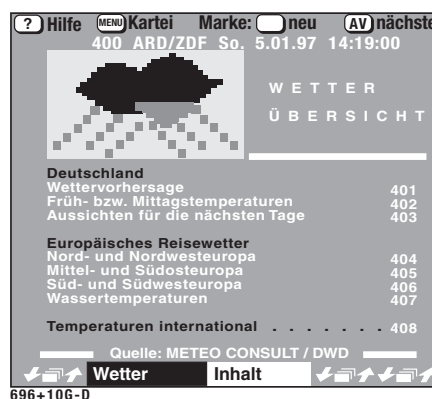 ? Hilfe MENU Kartei Marke: neu AV nächste
400 ARD/ZDF So. 5.01.97 14:19:00
WETTER
ÜBERSICHT
Deutschland
Wettervorhersage 401
Früh- bzw. Mittagstemperaturen 402
Aussichten für die nächsten Tage 403
Europäisches Reisewetter
Nord- und Nordwesteuropa 404
Mittel- und Südosteuropa 405
Süd- und Südwesteuropa 406
Wassertemperaturen 407
Temperaturen international . . . . . . . 408
Quelle: METEO CONSULT / DWD
Wetter Inhalt
696+10G-D